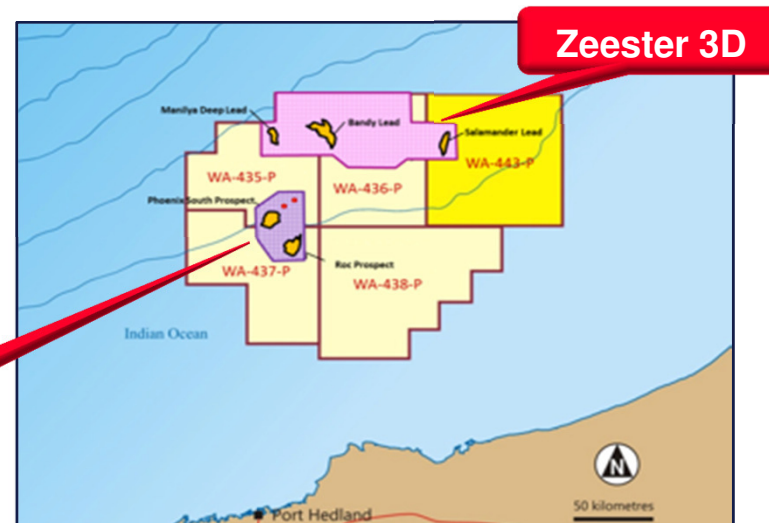 Zeester 3D
Manilya Deep Lead
Bandy Lead
Salamander Lead
WA-443-P
WA-435-P
WA-436-P
Phoenix South Prospect
Roc Prospect
WA-437-P
WA-438-P
Indian Ocean
N
50 kilometres
Port Hedland